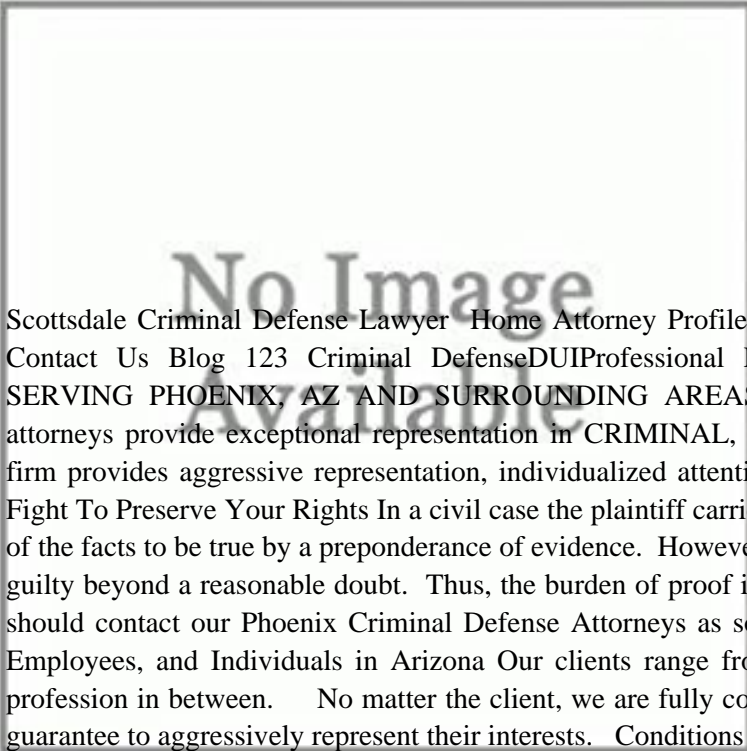 No Image
Available
Scottsdale Criminal Defense Lawyer Home Attorney Profile
Contact Us Blog 123 Criminal DefenseDUIProfessional
SERVING PHOENIX, AZ AND SURROUNDING AREAS
attorneys provide exceptional representation in CRIMINAL,
firm provides aggressive representation, individualized attenti
Fight To Preserve Your Rights In a civil case the plaintiff carri
of the facts to be true by a preponderance of evidence. Howeve
guilty beyond a reasonable doubt. Thus, the burden of proof i
should contact our Phoenix Criminal Defense Attorneys as so
Employees, and Individuals in Arizona Our clients range fro
profession in between. No matter the client, we are fully co
guarantee to aggressively represent their interests. Conditions